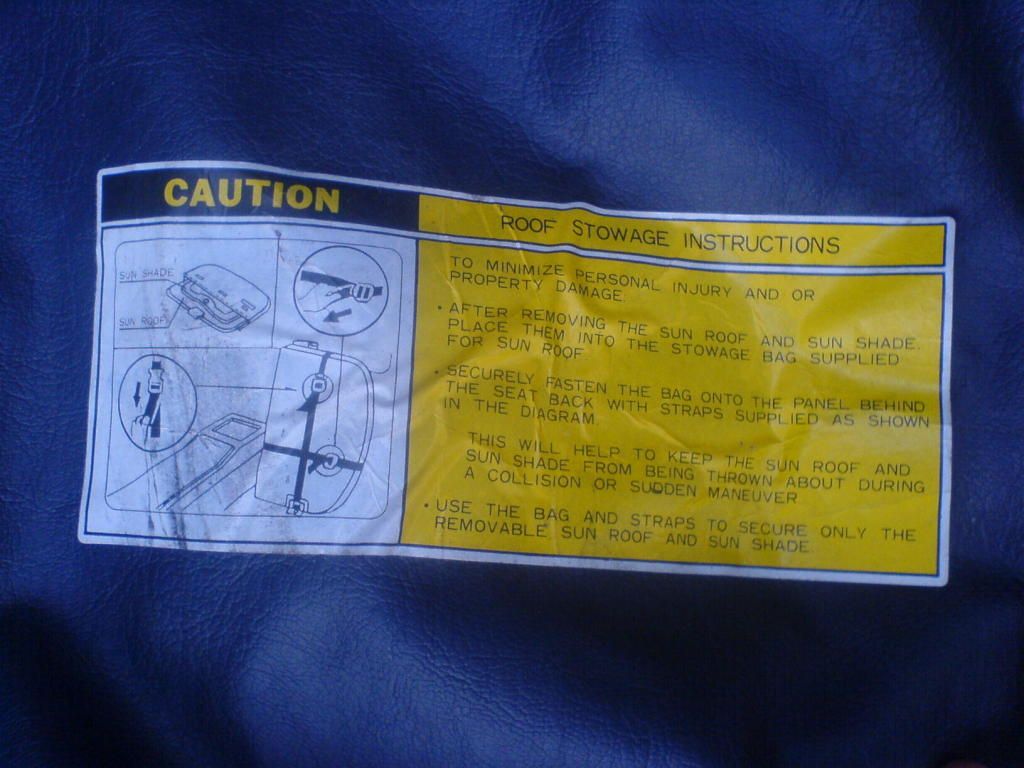 CAUTION
ROOF STOWAGE INSTRUCTIONS
SUN SHADE
SUN ROOF
TO MINIMIZE PERSONAL INJURY AND OR
PROPERTY DAMAGE.
• AFTER REMOVING THE SUN ROOF AND SUN SHADE.
PLACE THEM INTO THE STOWAGE BAG SUPPLIED
FOR SUN ROOF
• SECURELY FASTEN THE BAG ONTO THE PANEL BEHIND
THE SEAT BACK WITH STRAPS SUPPLIED AS SHOWN
IN THE DIAGRAM.
THIS WILL HELP TO KEEP THE SUN ROOF AND
SUN SHADE FROM BEING THROWN ABOUT DURING
A COLLISION OR SUDDEN MANEUVER
• USE THE BAG AND STRAPS TO SECURE ONLY THE
REMOVABLE SUN ROOF AND SUN SHADE.